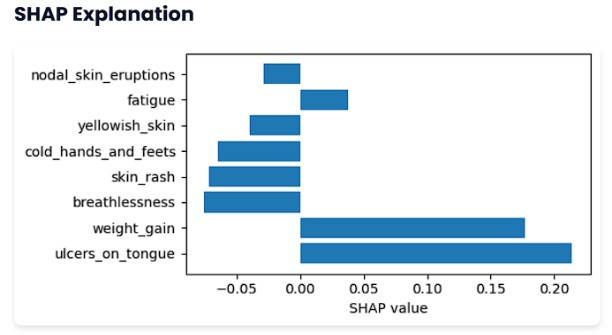 SHAP Explanation
nodal_skin_eruptions
fatigue
yellowish_skin
cold_hands_and_feets
skin_rash
breathlessness
weight_gain
ulcers_on_tongue
−0.05 0.00 0.05 0.10 0.15 0.20
SHAP value